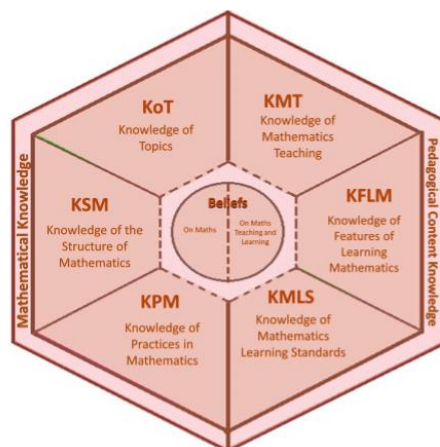 KoT
Knowledge of
Topics
KMT
Knowledge of
Mathematics
Teaching
Mathematical Knowledge
KSM
Knowledge of the
Structure of
Mathematics
Beliefs
On Maths
On Maths
Teaching and
Learning
KFLM
Knowledge of
Features of
Learning
Mathematics
Pedagogical Content Knowledge
KPM
Knowledge of
Practices in
Mathematics
KMLS
Knowledge of
Mathematics
Learning Standards